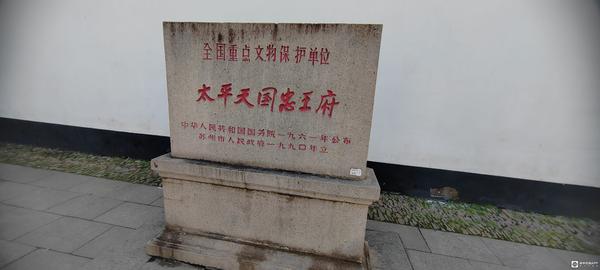 全国重点文物保护单位
太平天国忠王府
中华人民共和国国务院一九六一年公布
苏州市人民政府一九九〇年立